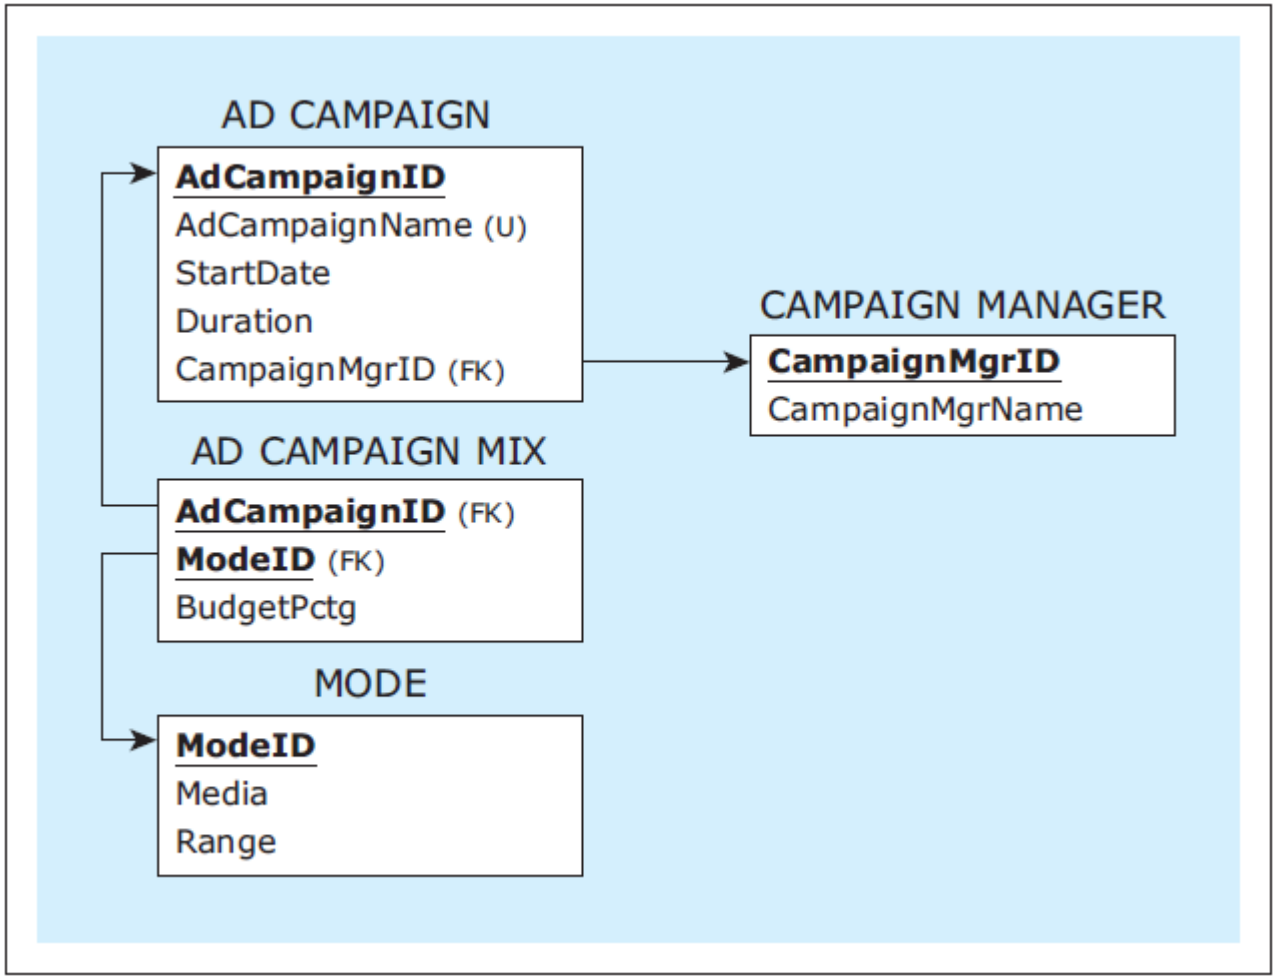 AD CAMPAIGN
AdCampaignID
AdCampaignName (U)
StartDate
Duration
CampaignMgrID (FK)
CAMPAIGN MANAGER
CampaignMgrID
CampaignMgrName
AD CAMPAIGN MIX
AdCampaignID (FK)
ModeID (FK)
BudgetPctg
MODE
ModeID
Media
Range